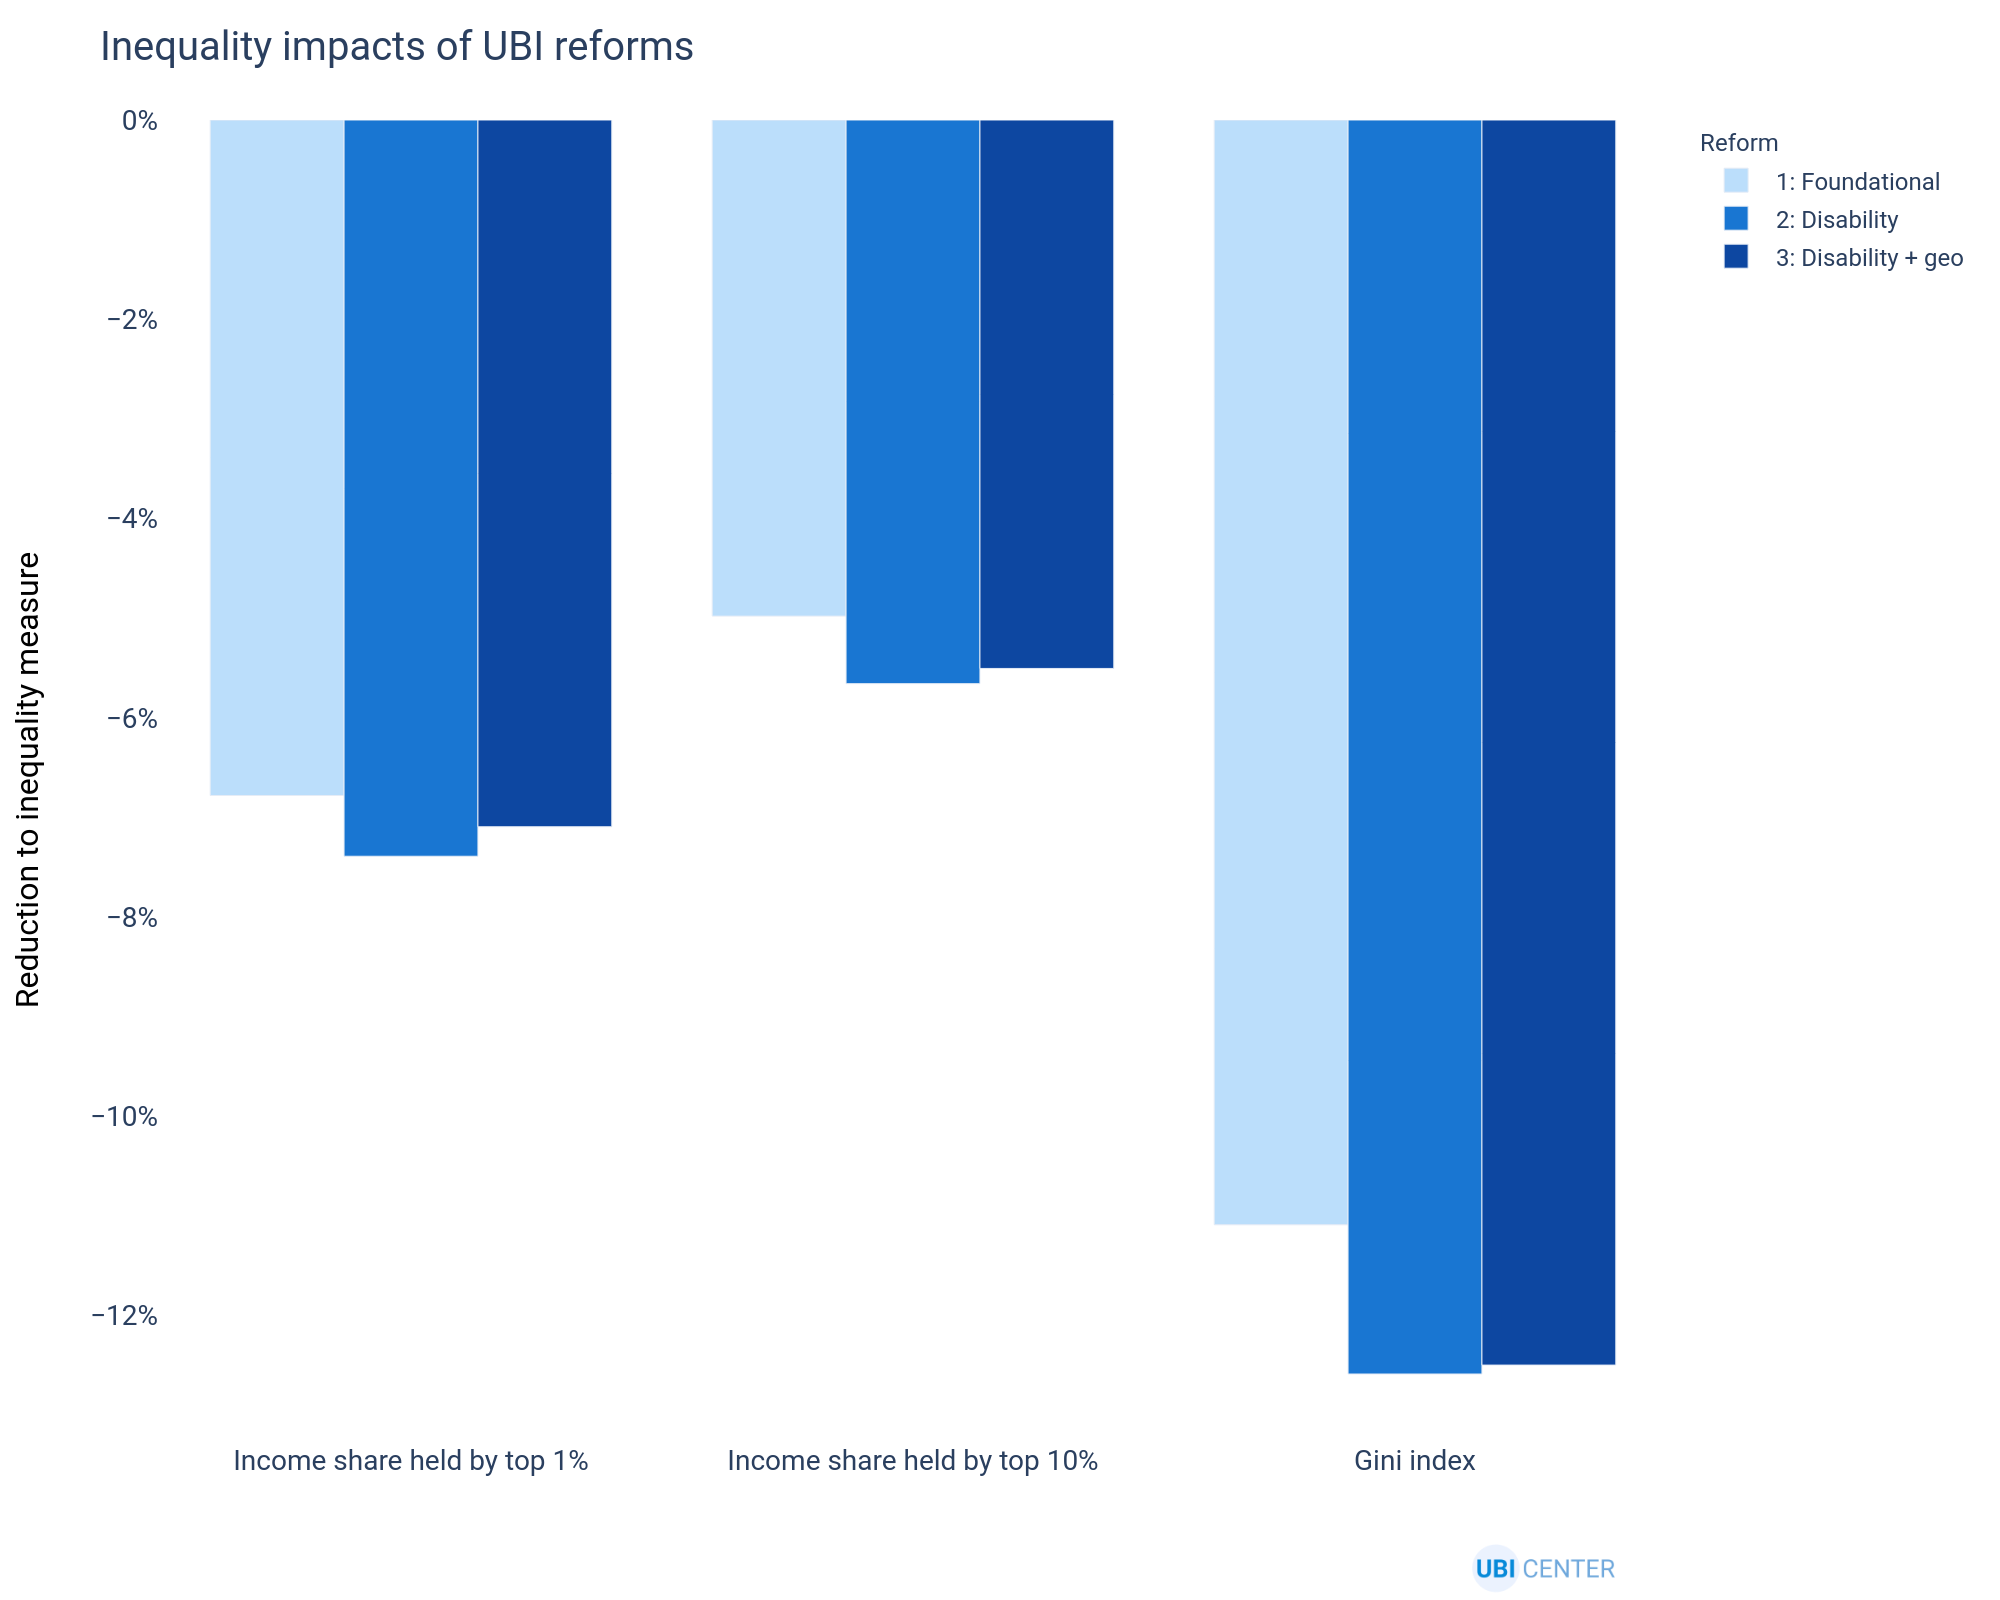 Inequality impacts of UBI reforms
0%
−2%
−4%
−6%
−8%
−10%
−12%
Reduction to inequality measure
Income share held by top 1%
Income share held by top 10%
Gini index
Reform
1: Foundational
2: Disability
3: Disability + geo
UBI CENTER